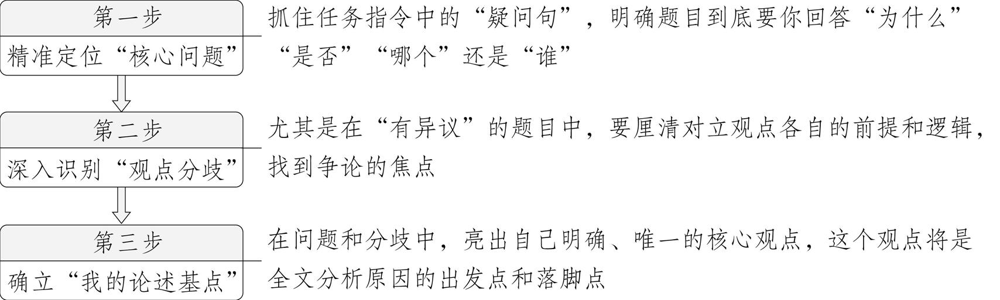 第一步
精准定位“核心问题”
抓住任务指令中的“疑问句”，明确题目到底要你回答“为什么”
“是否”“哪个”还是“谁”
第二步
深入识别“观点分歧”
尤其是在“有异议”的题目中，要厘清对立观点各自的前提和逻辑，
找到争论的焦点
第三步
确立“我的论述基点”
在问题和分歧中，亮出自己明确、唯一的核心观点，这个观点将是
全文分析原因的出发点和落脚点